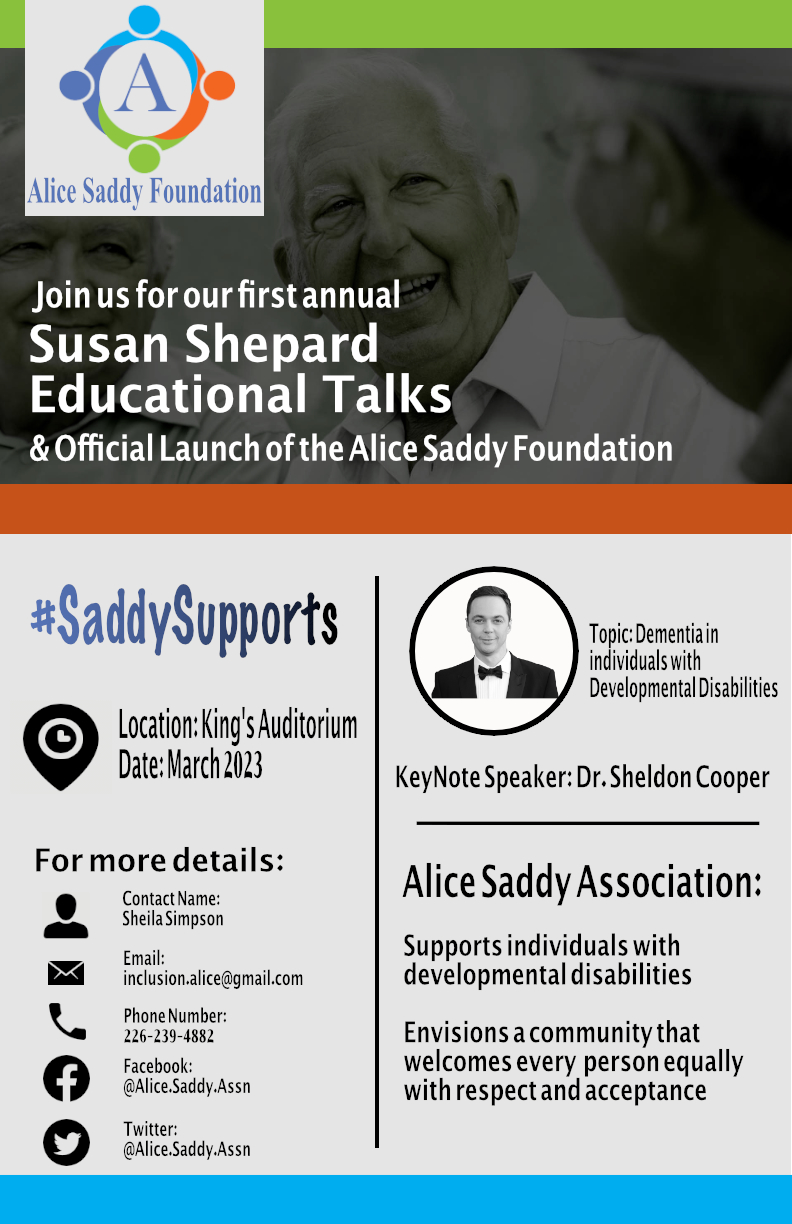 A
Alice Saddy Foundation
Join us for our first annual
Susan Shepard
Educational Talks
& Official Launch of the Alice Saddy Foundation
#SaddySupports
Location: King's Auditorium
Date: March 2023
For more details:
Contact Name:
Sheila Simpson
Email:
inclusion.alice@gmail.com
Phone Number:
226-239-4882
Facebook:
@Alice.Saddy.Assn
Twitter:
@Alice.Saddy.Assn
Topic: Dementia in
individuals with
Developmental Disabilities
KeyNote Speaker: Dr. Sheldon Cooper
Alice Saddy Association:
Supports individuals with
developmental disabilities
Envisions a community that
welcomes every person equally
with respect and acceptance